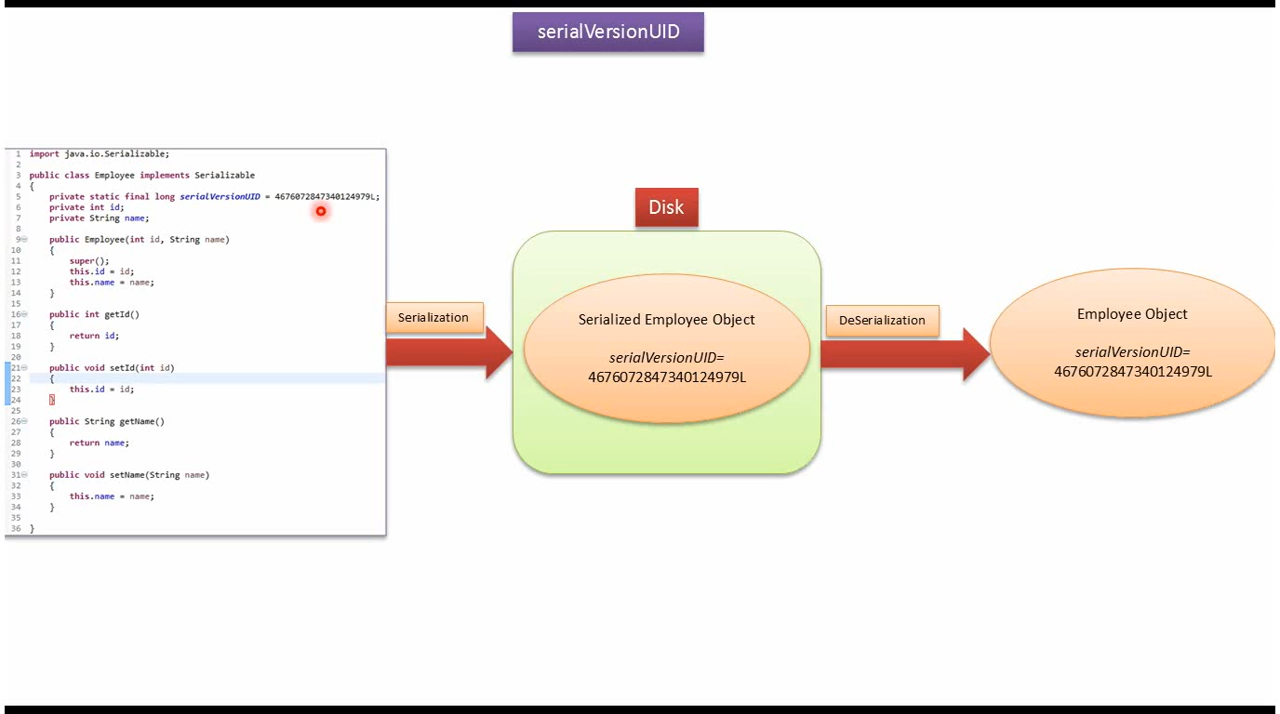 serialVersionUID
1 import java.io.Serializable;
2
3 public class Employee implements Serializable
4 {
5 private static final long serialVersionUID = 4676072847340124979L;
6 private int id;
7 private String name;
8
9 public Employee(int id, String name)
10 {
11 super();
12 this.id = id;
13 this.name = name;
14 }
15
16 public int getId()
17 {
18 return id;
19 }
20
21 public void setId(int id)
22 {
23 this.id = id;
24 }
25
26 public String getName()
27 {
28 return name;
29 }
30
31 public void setName(String name)
32 {
33 this.name = name;
34 }
35
36 }
Serialization
Disk
Serialized Employee Object
serialVersionUID=
4676072847340124979L
DeSerialization
Employee Object
serialVersionUID=
4676072847340124979L